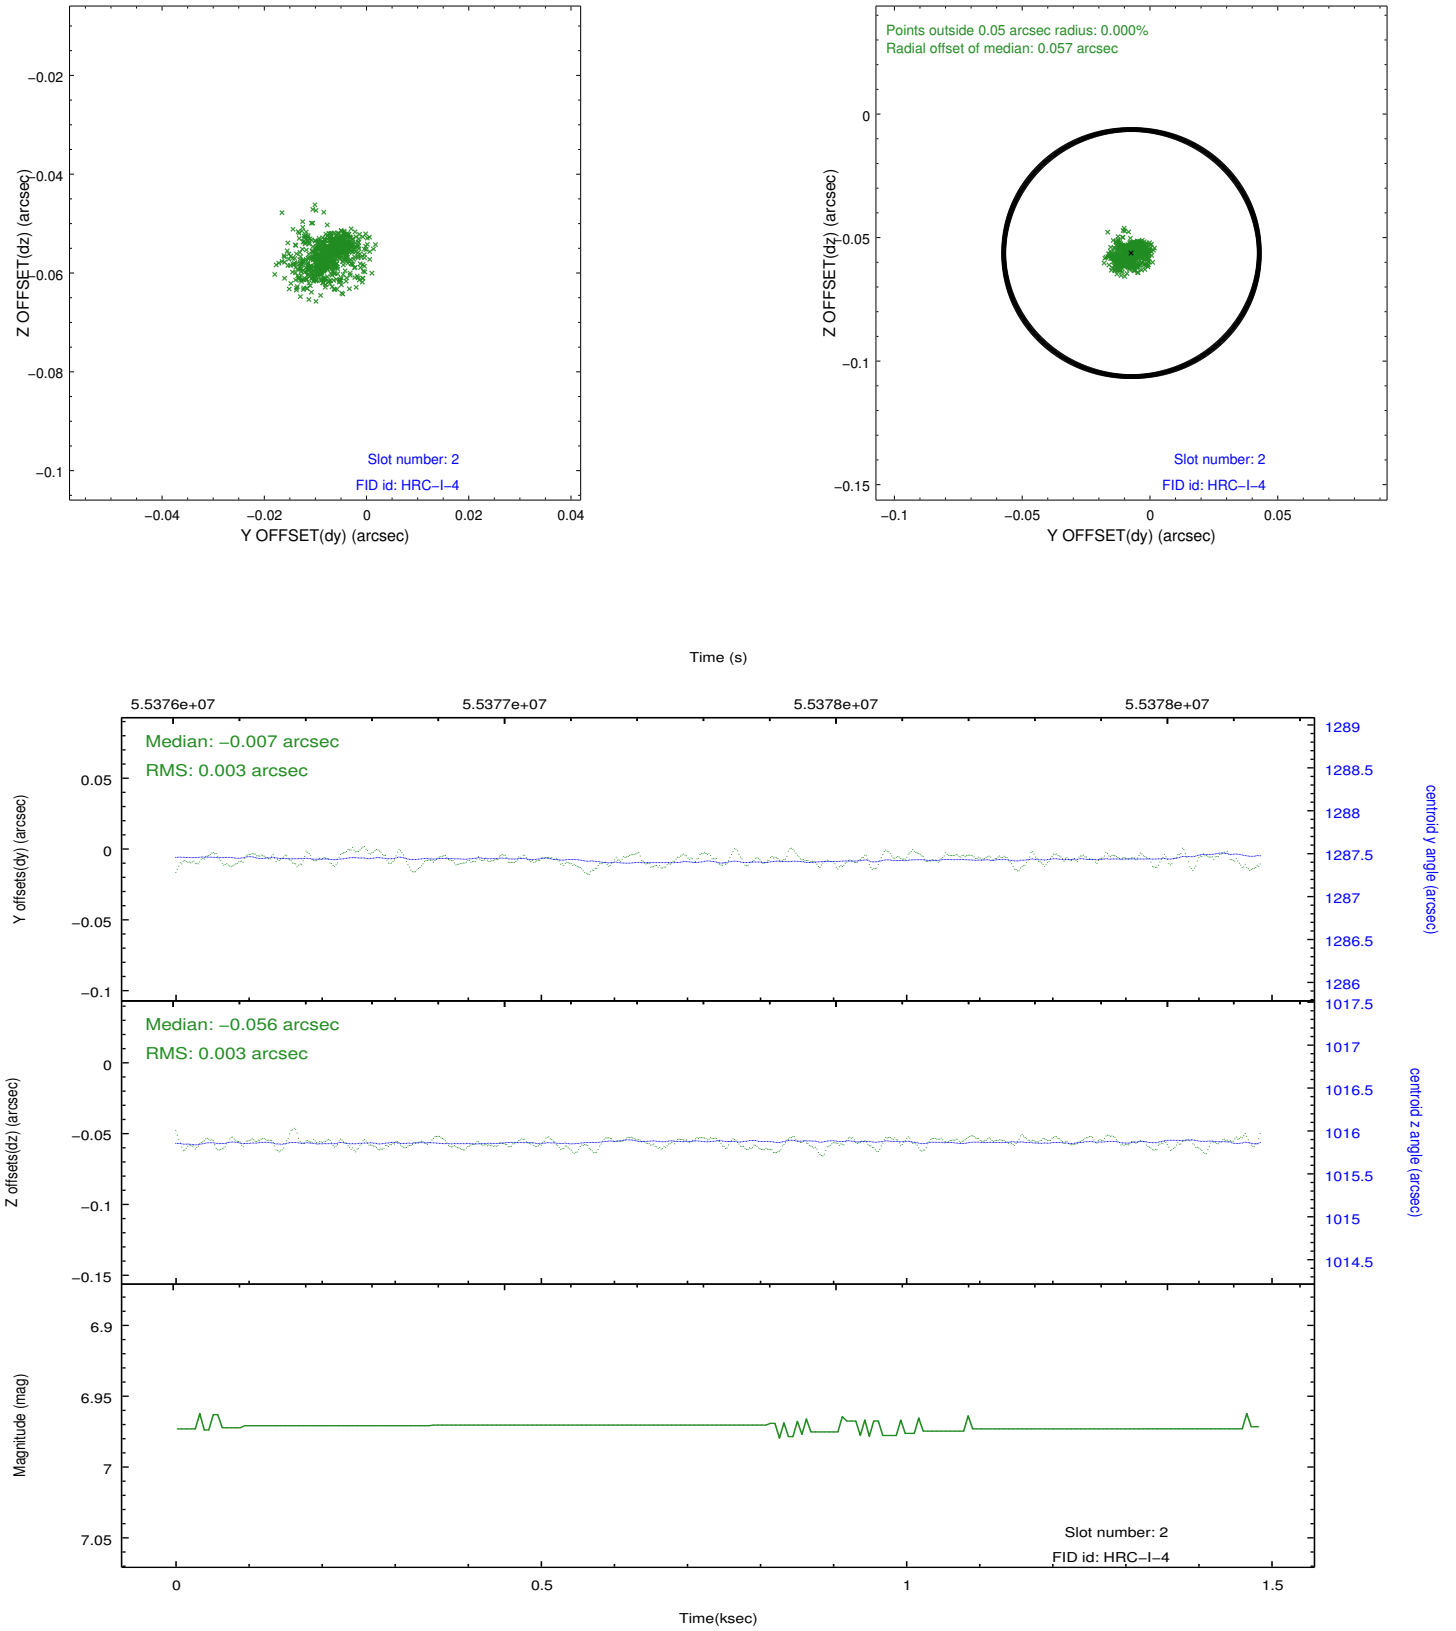 −0.02
−0.04
−0.06
−0.08
−0.1
Z OFFSET(dz) (arcsec)
Slot number: 2
FID id: HRC−I−4
−0.04
−0.02
0
0.02
0.04
Y OFFSET(dy) (arcsec)
Points outside 0.05 arcsec radius: 0.000%
Radial offset of median: 0.057 arcsec
0
−0.05
−0.1
−0.15
Z OFFSET(dz) (arcsec)
Slot number: 2
FID id: HRC−I−4
−0.1
−0.05
0
0.05
Y OFFSET(dy) (arcsec)
Time (s)
5.5376e+07
5.5377e+07
5.5378e+07
5.5378e+07
Median: −0.007 arcsec
RMS: 0.003 arcsec
0.05
0
−0.05
−0.1
Y offsets(dy) (arcsec)
1289
1288.5
1288
1287.5
1287
1286.5
1286
centroid y angle (arcsec)
Median: −0.056 arcsec
RMS: 0.003 arcsec
0
−0.05
−0.1
−0.15
Z offsets(dz) (arcsec)
1017.5
1017
1016.5
1016
1015.5
1015
1014.5
centroid z angle (arcsec)
6.9
6.95
7
7.05
Magnitude (mag)
Slot number: 2
FID id: HRC−I−4
0
0.5
1
1.5
Time(ksec)